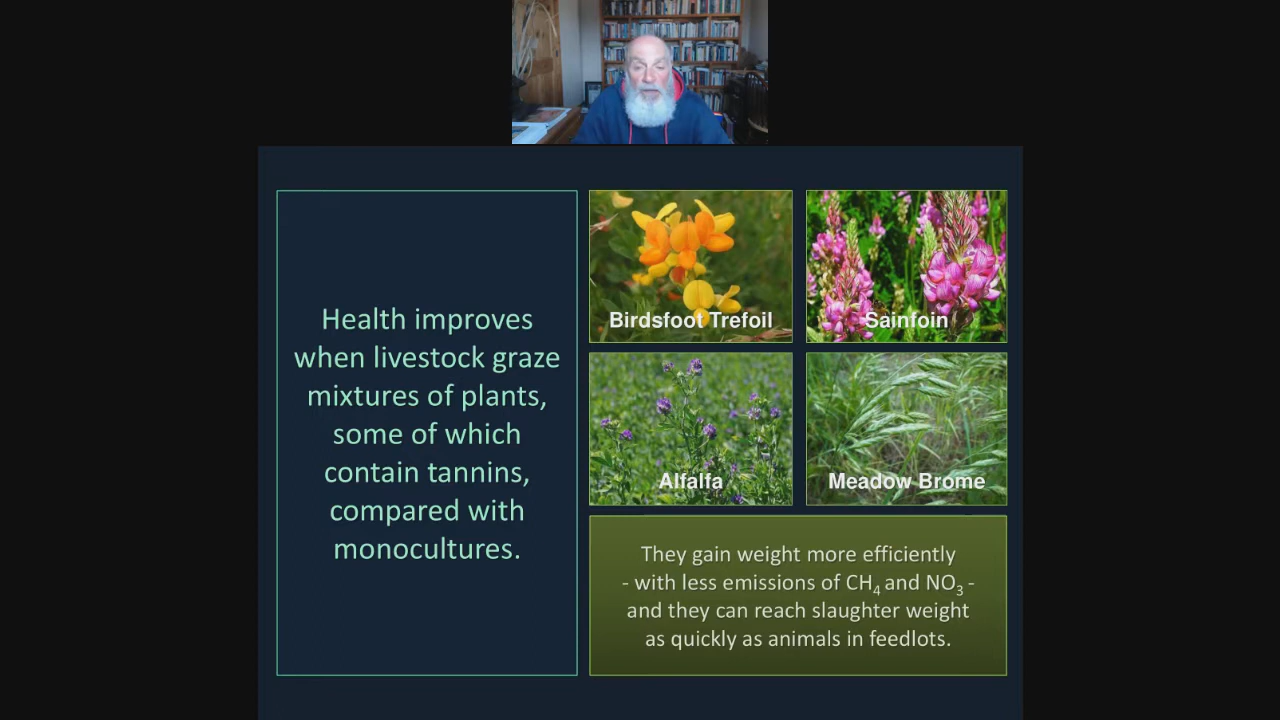 Health improves
when livestock graze
mixtures of plants,
some of which
contain tannins,
compared with
monocultures.
Birdsfoot Trefoil
Sainfoin
Alfalfa
Meadow Brome
They gain weight more efficiently
- with less emissions of CH₄ and NO₃ -
and they can reach slaughter weight
as quickly as animals in feedlots.